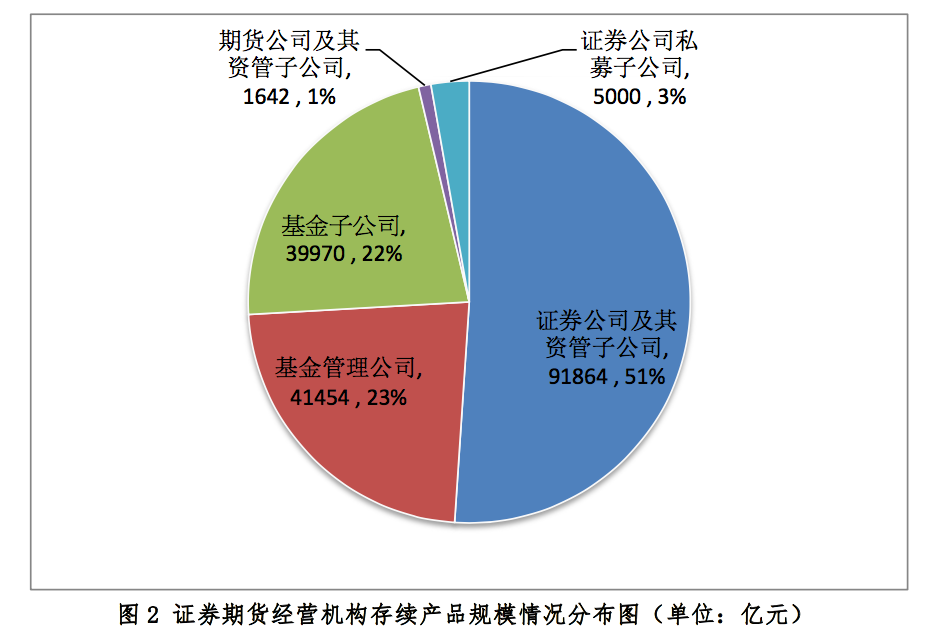 期货公司及其
资管子公司,
1642 , 1%
证券公司私
募子公司,
5000 , 3%
基金子公司,
39970 , 22%
证券公司及其
资管子公司,
91864 , 51%
基金管理公司,
41454 , 23%
图 2 证券期货经营机构存续产品规模情况分布图（单位：亿元）